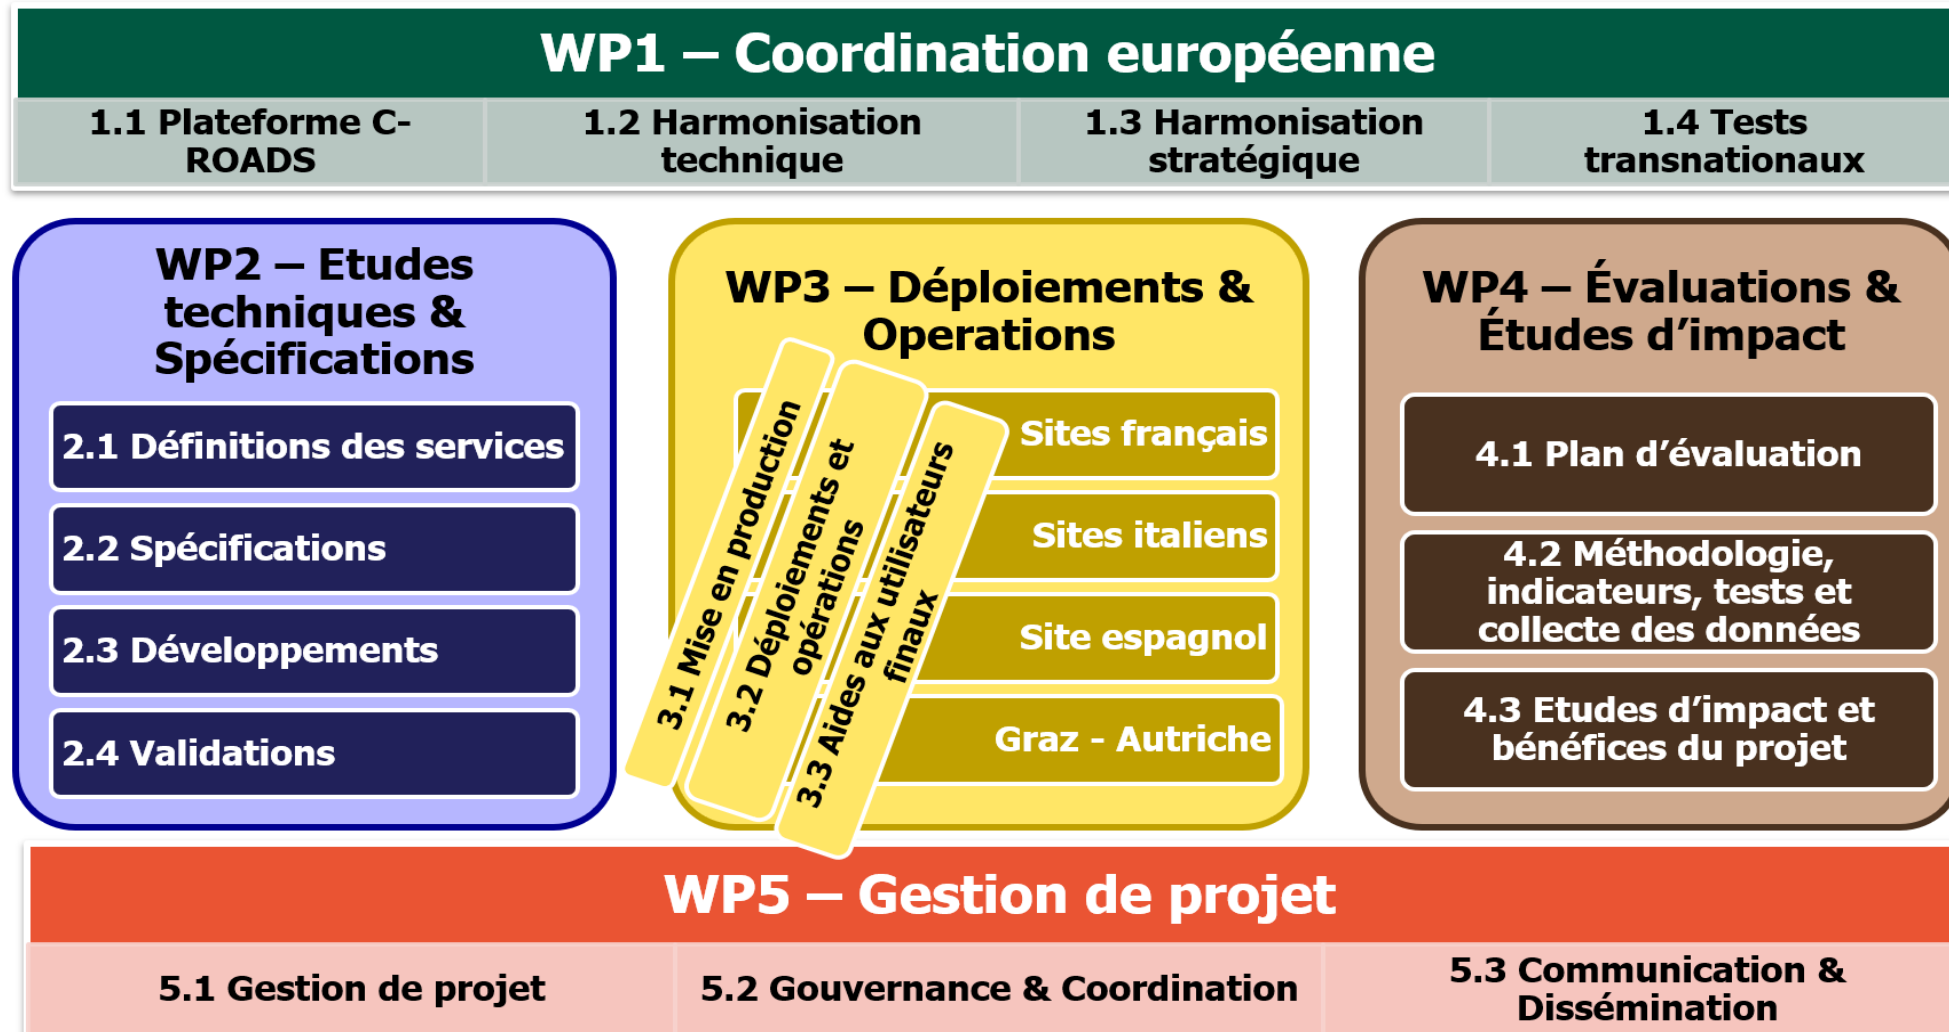 WP1 – Coordination européenne
1.1 Plateforme C-
ROADS
1.2 Harmonisation
technique
1.3 Harmonisation
stratégique
1.4 Tests
transnationaux
WP2 – Etudes
techniques &
Spécifications
2.1 Définitions des services
2.2 Spécifications
2.3 Développements
2.4 Validations
WP3 – Déploiements &
Operations
3.1 Mise en production
3.2 Déploiements et
opérations
3.3 Aides aux utilisateurs
finaux
Sites français
Sites italiens
Site espagnol
Graz - Autriche
WP4 – Évaluations &
Études d’impact
4.1 Plan d’évaluation
4.2 Méthodologie,
indicateurs, tests et
collecte des données
4.3 Etudes d’impact et
bénéfices du projet
WP5 – Gestion de projet
5.1 Gestion de projet
5.2 Gouvernance & Coordination
5.3 Communication &
Dissémination